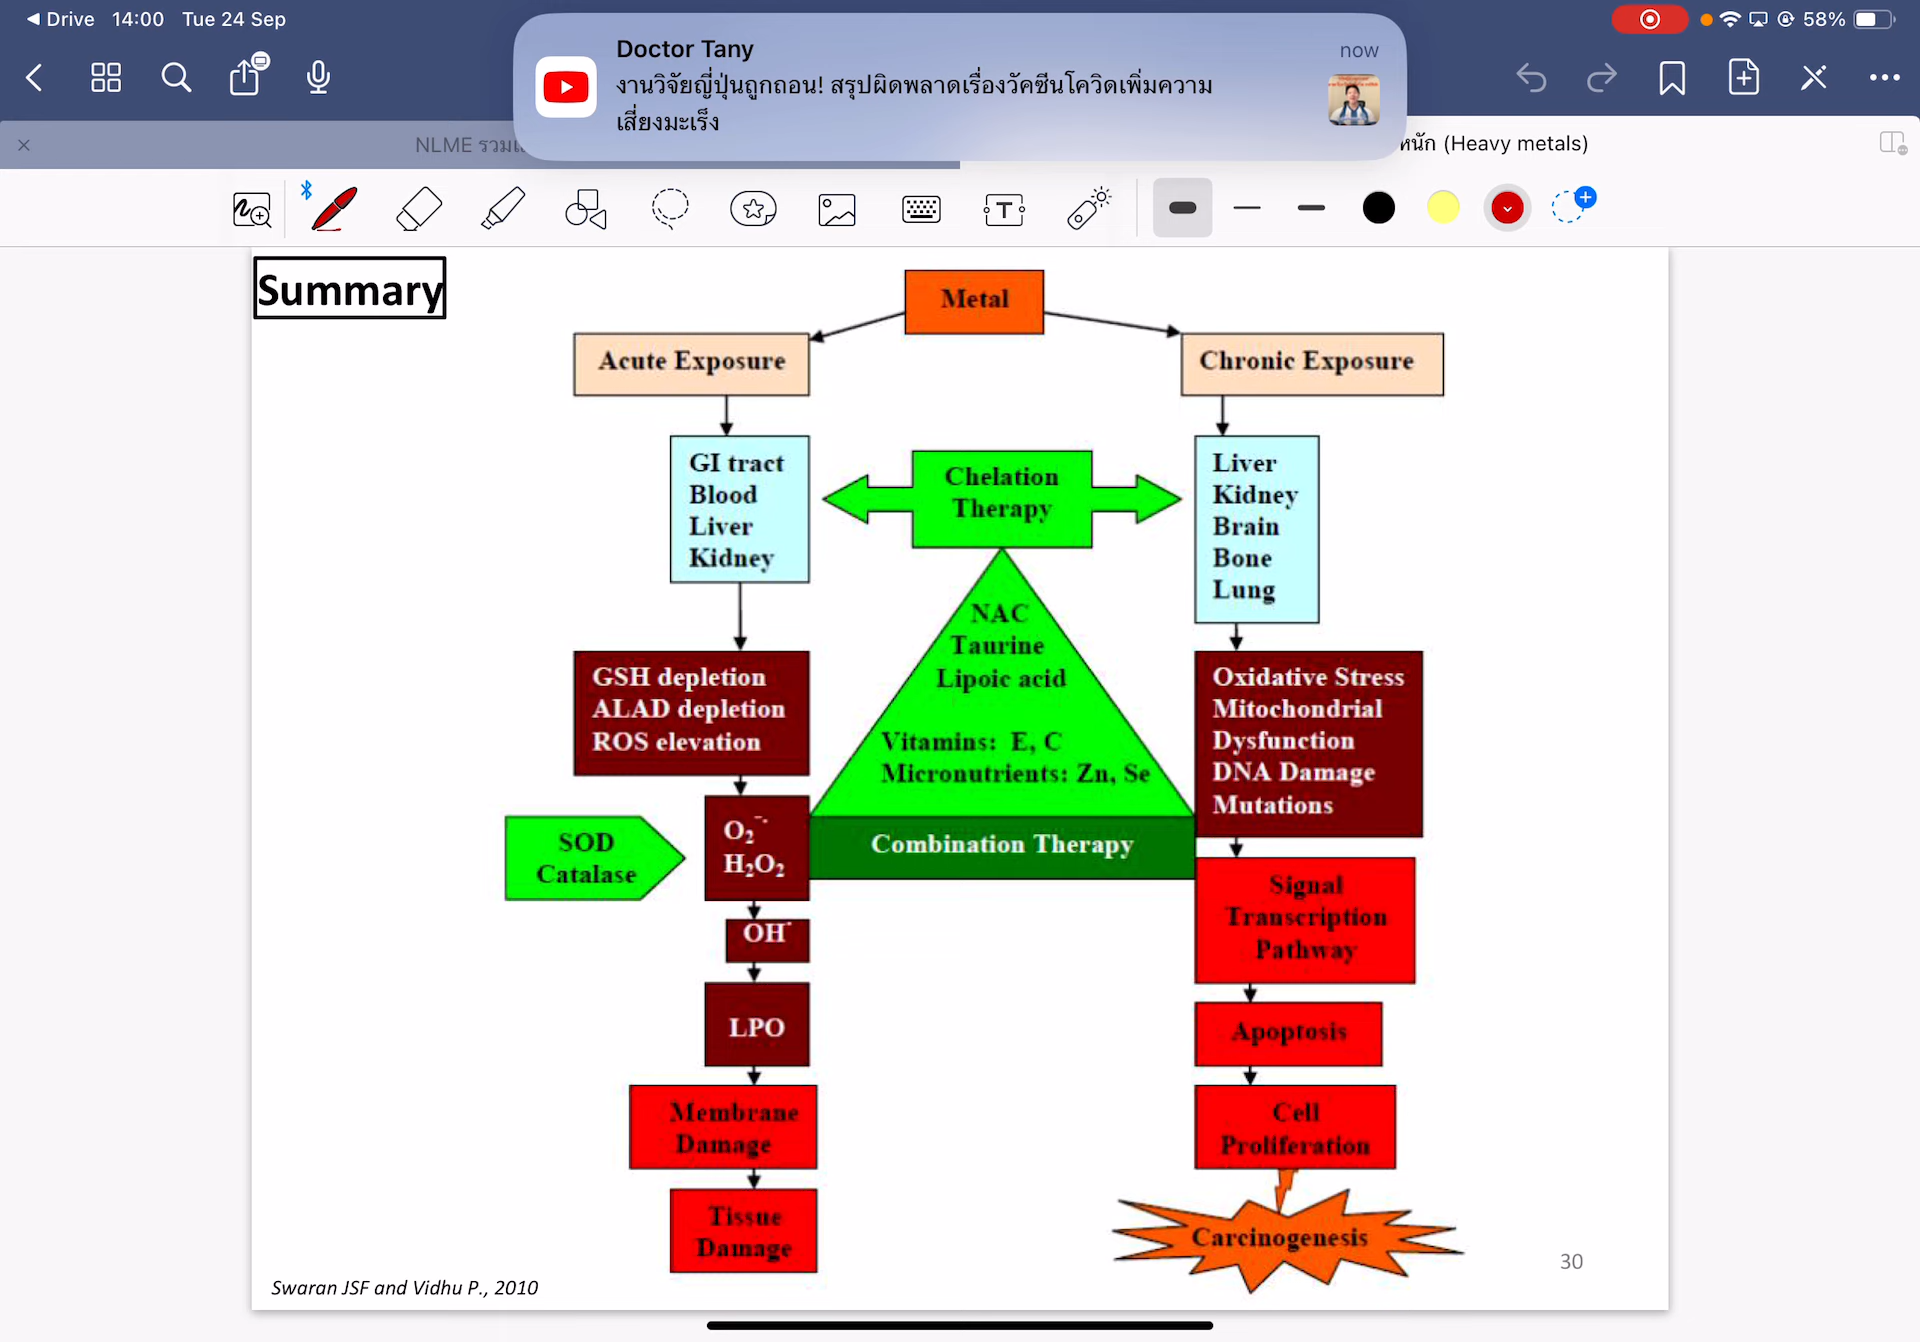 Drive 14:00 Tue 24 Sep
58%
Doctor Tany
now
งานวิจัยญี่ปุ่นถูกถอน! สรุปผิดพลาดเรื่องวัคซีนโควิดเพิ่มความ
เสี่ยงมะเร็ง
NLME
หนัก (Heavy metals)
T
Summary
Metal
Acute Exposure
Chronic Exposure
GI tract
Blood
Liver
Kidney
Chelation
Therapy
Liver
Kidney
Brain
Bone
Lung
NAC
Taurine
Lipoic acid
Vitamins: E, C
Micronutrients: Zn, Se
Combination Therapy
GSH depletion
ALAD depletion
ROS elevation
Oxidative Stress
Mitochondrial
Dysfunction
DNA Damage
Mutations
SOD
Catalase
O₂⁻·
H₂O₂
OH˙
LPO
Membrane
Damage
Tissue
Damage
Signal
Transcription
Pathway
Apoptosis
Cell
Proliferation
Carcinogenesis
Swaran JSF and Vidhu P., 2010
30